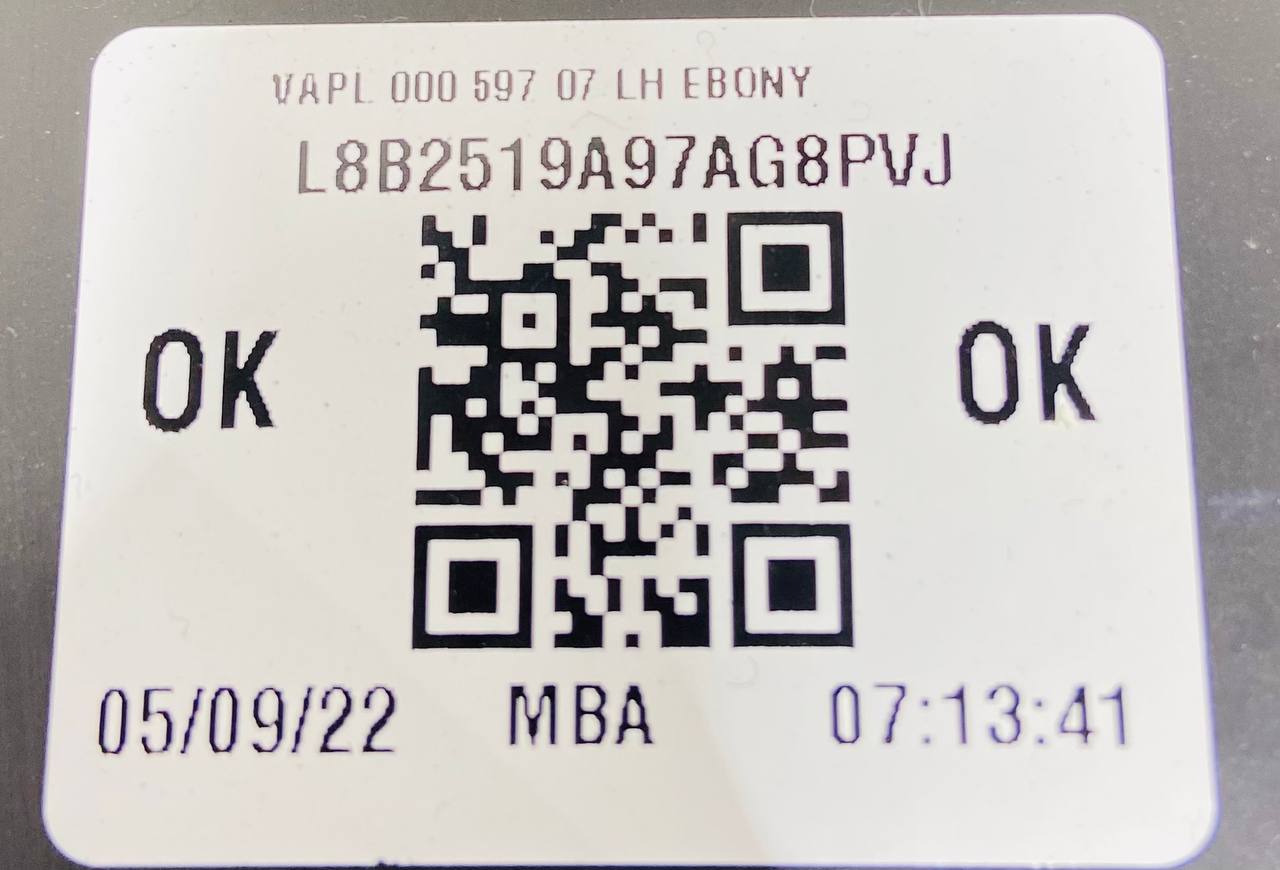 VAPL 000 597 07 LH EBONY
L8B2519A97AG8PVJ
OK OK
05/09/22 MBA 07:13:41